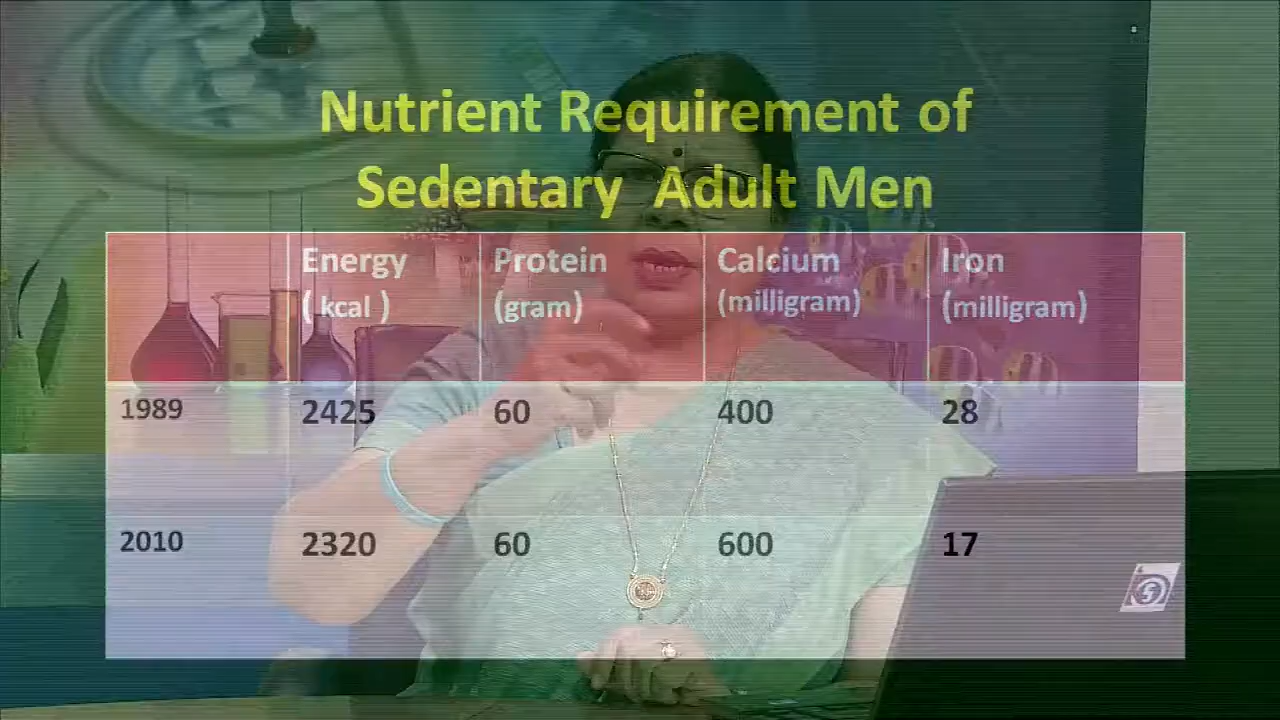 Nutrient Requirement of
Sedentary Adult Men
Energy Protein Calcium Iron
( kcal ) (gram) (milligram) (milligram)
1989 2425 60 400 28
2010 2320 60 600 17